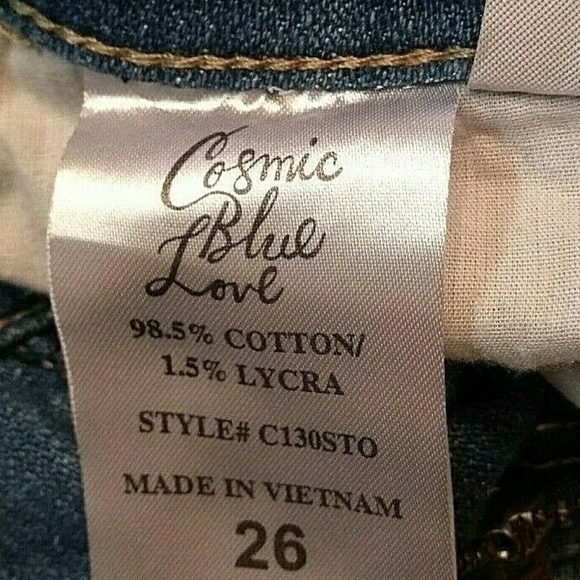 Cosmic
Blue
Love
98.5% COTTON/
1.5% LYCRA
STYLE# C130STO
MADE IN VIETNAM
26